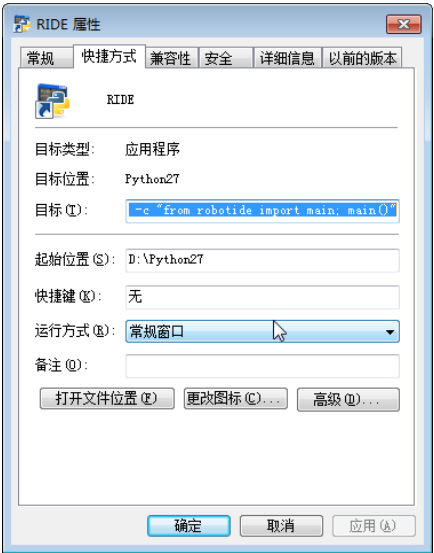 RIDE 属性
常规 快捷方式 兼容性 安全 详细信息 以前的版本
RIDE
目标类型: 应用程序
目标位置: Python27
目标(T): -c "from robotide import main; main()"
起始位置(S): D:\Python27
快捷键(K): 无
运行方式(R): 常规窗口
备注(O):
打开文件位置(F) 更改图标(C)... 高级(D)...
确定 取消 应用(A)